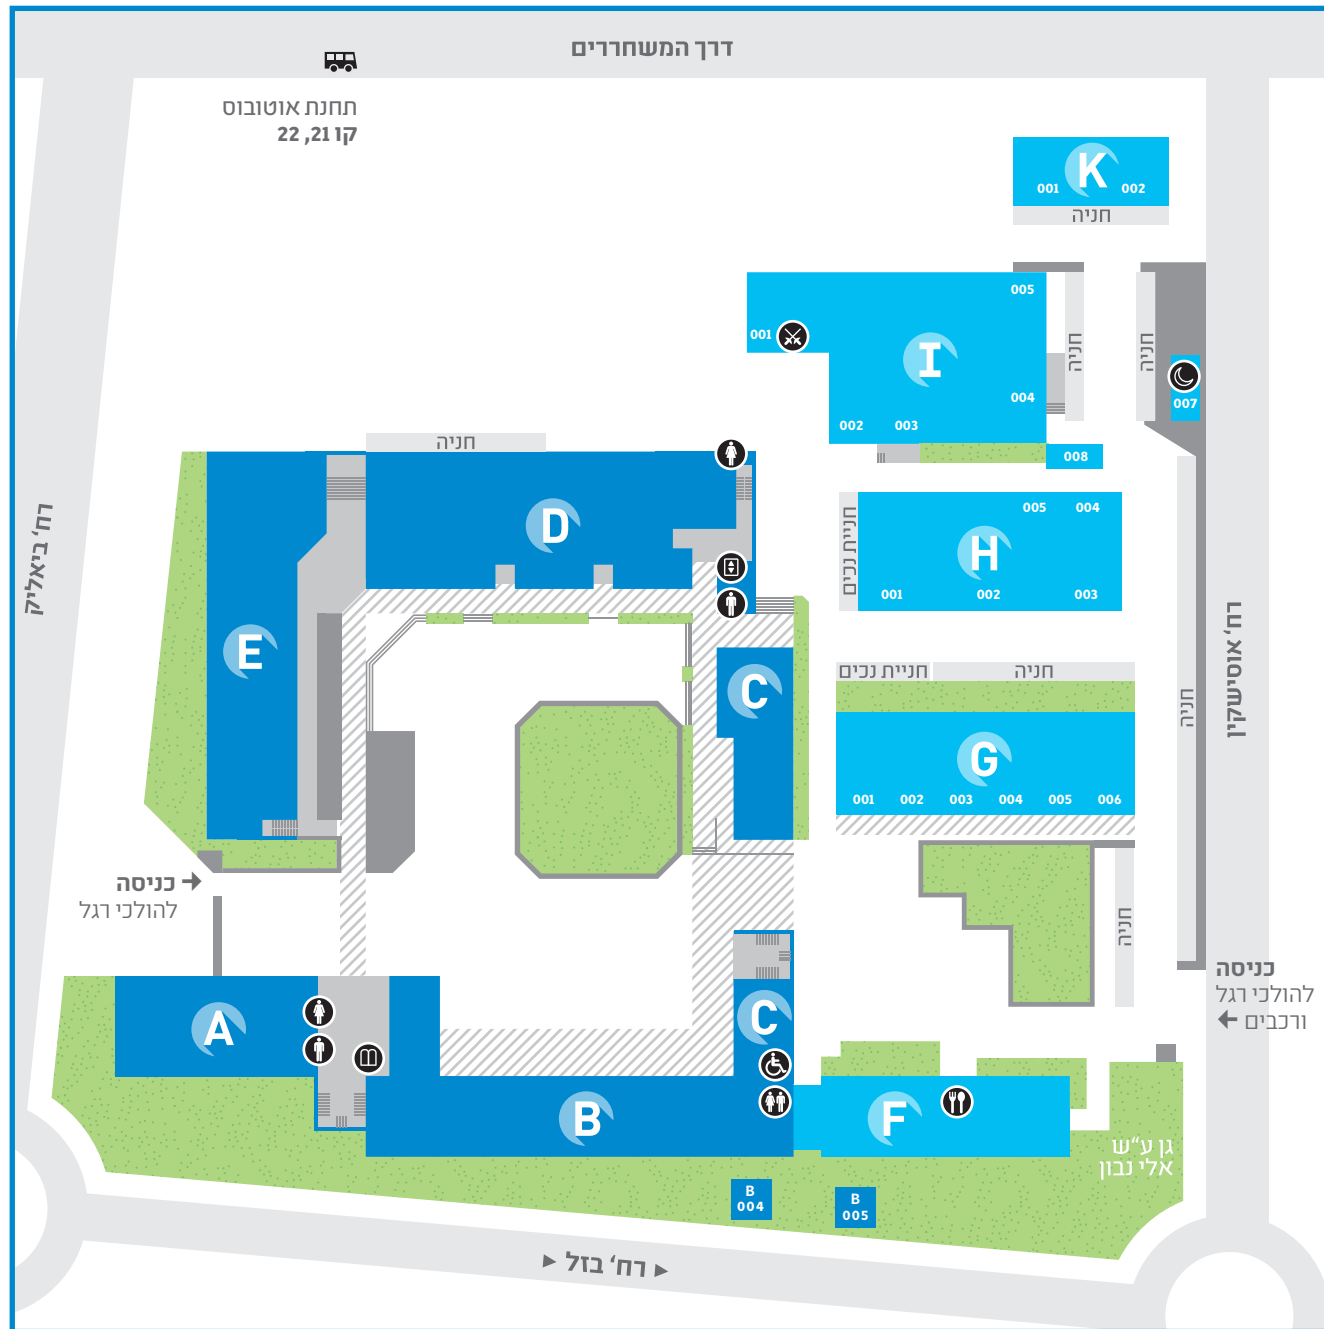 דרך המשחררים
תחנת אוטובוס
קו 21, 22
K
001
002
חניה
005
001
I
חניה
חניה
004
007
002
003
008
חניה
D
חניית נכים
005
004
H
001
002
003
רח' ביאליק
E
C
חניית נכים
חניה
רח' אוסישקין
חניה
G
001
002
003
004
005
006
כניסה
להולכי רגל
חניה
כניסה
להולכי רגל
ורכבים
A
C
B
F
גן ע"ש
אלי נבון
B
004
B
005
רח' בזל